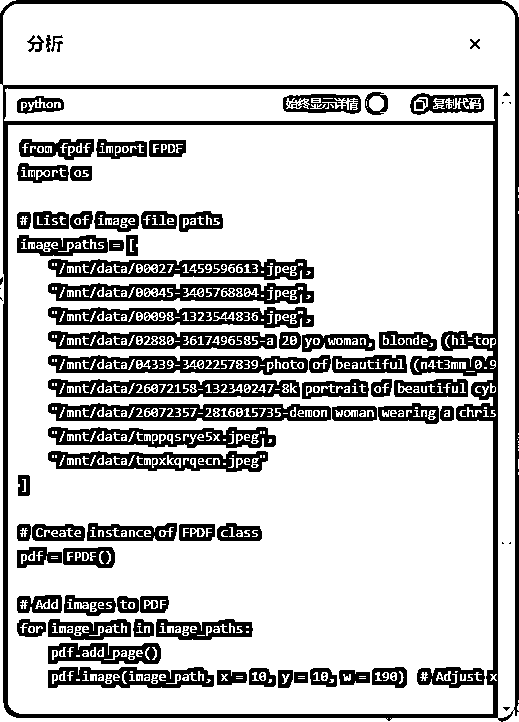 分析
python 始终显示详情 复制代码
from fpdf import FPDF
import os
# List of image file paths
image_paths = [
"/mnt/data/00027-1459596613.jpeg",
"/mnt/data/00045-3405768804.jpeg",
"/mnt/data/00098-1323544836.jpeg",
"/mnt/data/02880-3617496585-a 20 yo woman, blonde, (hi-top
"/mnt/data/04339-3402257839-photo of beautiful (n4t3mm_0.9
"/mnt/data/26072158-132340247-8k portrait of beautiful cyb
"/mnt/data/26072357-2816015735-demon woman wearing a chris
"/mnt/data/tmppqsrye5x.jpeg",
"/mnt/data/tmpxkqrqecn.jpeg"
]
# Create instance of FPDF class
pdf = FPDF()
# Add images to PDF
for image_path in image_paths:
pdf.add_page()
pdf.image(image_path, x = 10, y = 10, w = 190) # Adjust x